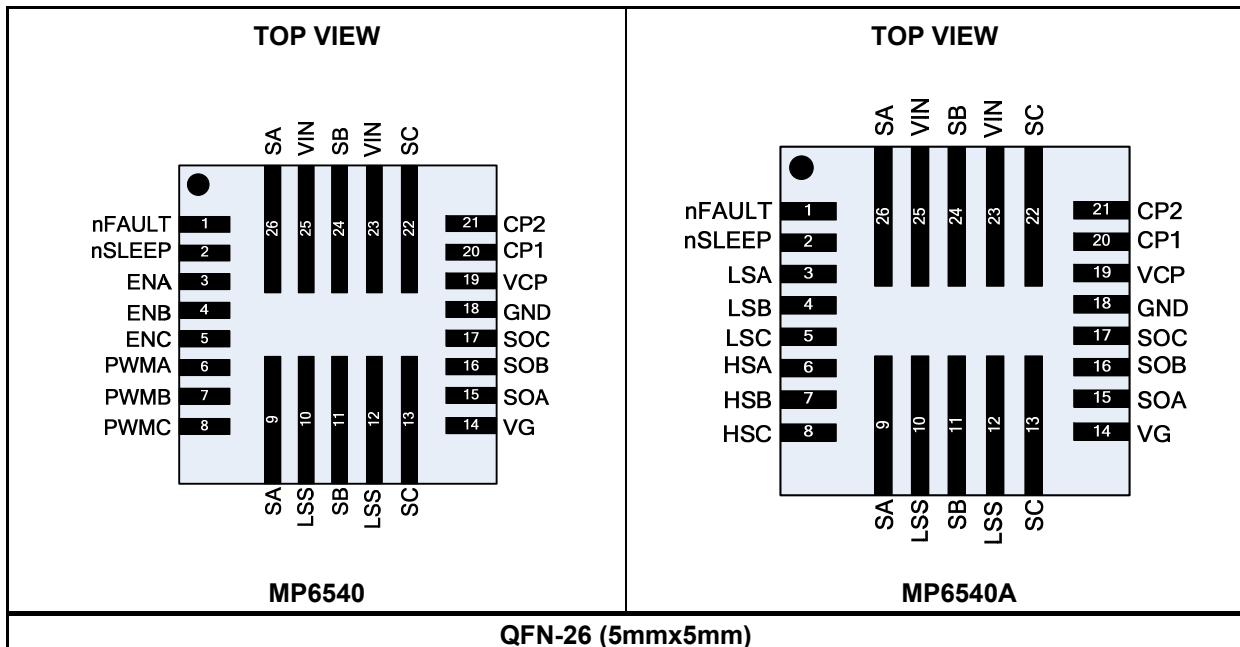 TOP VIEW
SA VIN SB VIN SC
26 25 24 23 22
nFAULT 1
nSLEEP 2
ENA 3
ENB 4
ENC 5
PWMA 6
PWMB 7
PWMC 8
21 CP2
20 CP1
19 VCP
18 GND
17 SOC
16 SOB
15 SOA
14 VG
9 10 11 12 13
SA LSS SB LSS SC
MP6540
TOP VIEW
SA VIN SB VIN SC
26 25 24 23 22
nFAULT 1
nSLEEP 2
LSA 3
LSB 4
LSC 5
HSA 6
HSB 7
HSC 8
21 CP2
20 CP1
19 VCP
18 GND
17 SOC
16 SOB
15 SOA
14 VG
9 10 11 12 13
SA LSS SB LSS SC
MP6540A
QFN-26 (5mmx5mm)